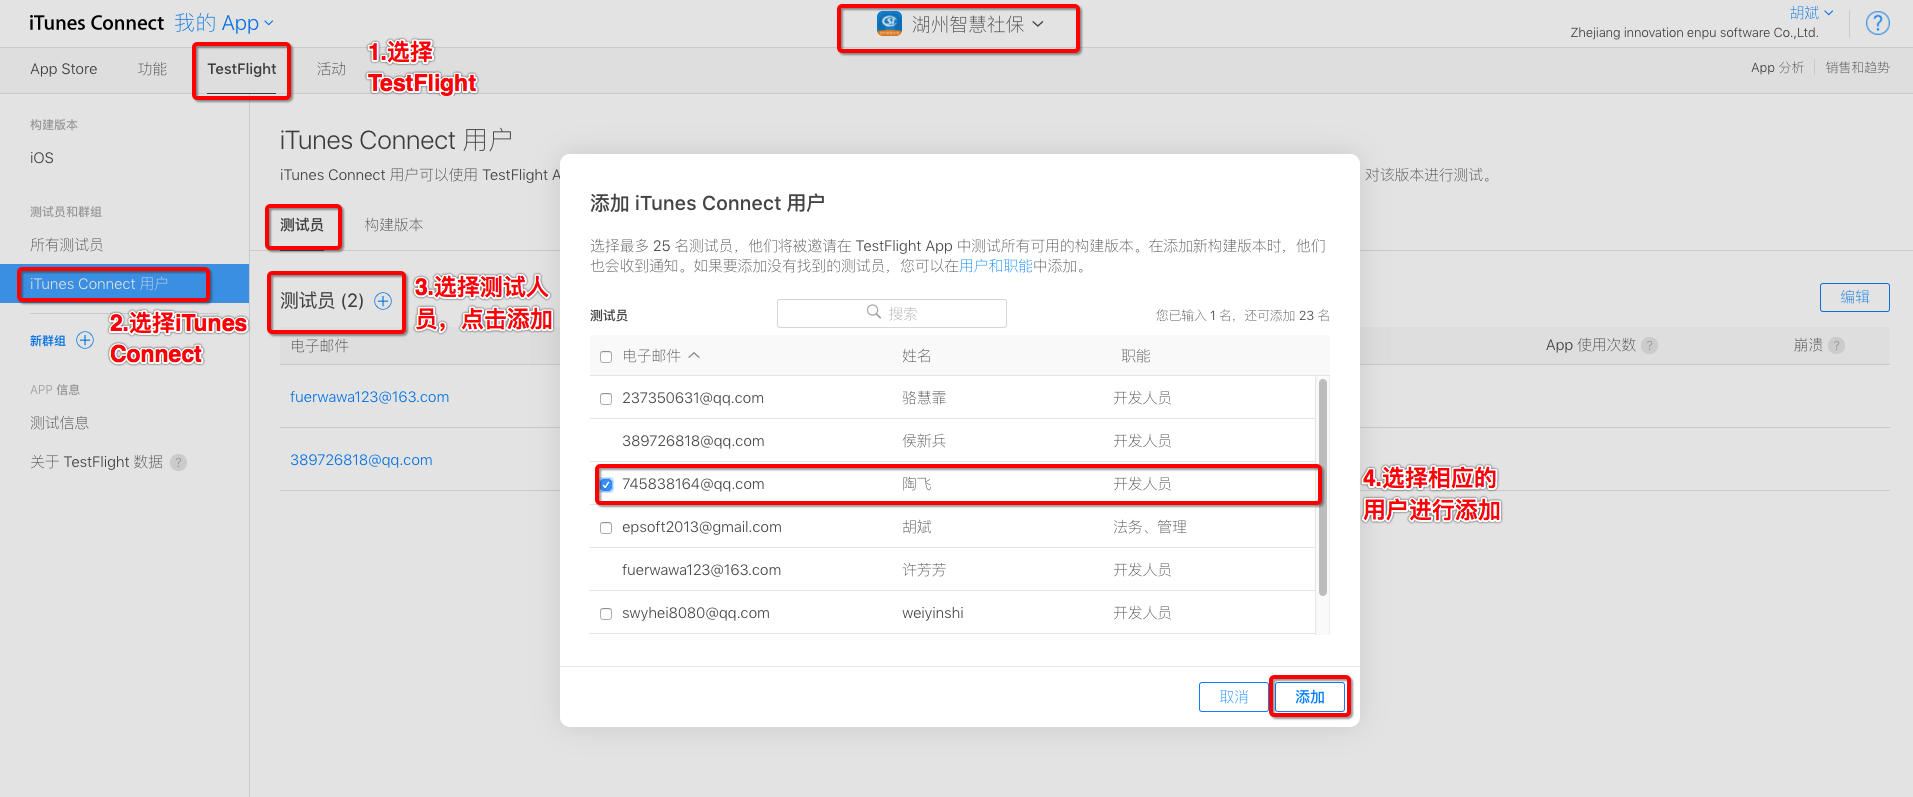 iTunes Connect 我的 App
湖州智慧社保
胡斌
Zhejiang innovation enpu software Co.,Ltd.
?
App Store 功能 TestFlight 活动
1.选择
TestFlight
App 分析 销售和趋势
构建版本
iOS
测试员和群组
所有测试员
iTunes Connect 用户
2.选择iTunes
Connect
新群组
APP 信息
测试信息
关于 TestFlight 数据 ?
iTunes Connect 用户
iTunes Connect 用户可以使用 TestFlight A
对该版本进行测试。
测试员 构建版本
测试员 (2)
3.选择测试人
员，点击添加
编辑
电子邮件
App 使用次数 ?
崩溃 ?
fuerwawa123@163.com
389726818@qq.com
添加 iTunes Connect 用户
选择最多 25 名测试员，他们将被邀请在 TestFlight App 中测试所有可用的构建版本。在添加新构建版本时，他们
也会收到通知。如果要添加没有找到的测试员，您可以在用户和职能中添加。
测试员 搜索 您已输入 1 名，还可添加 23 名
电子邮件 姓名 职能
237350631@qq.com 骆慧霏 开发人员
389726818@qq.com 侯新兵 开发人员
745838164@qq.com 陶飞 开发人员
epsoft2013@gmail.com 胡斌 法务、管理
fuerwawa123@163.com 许芳芳 开发人员
swyhei8080@qq.com weiyinshi 开发人员
4.选择相应的
用户进行添加
取消 添加